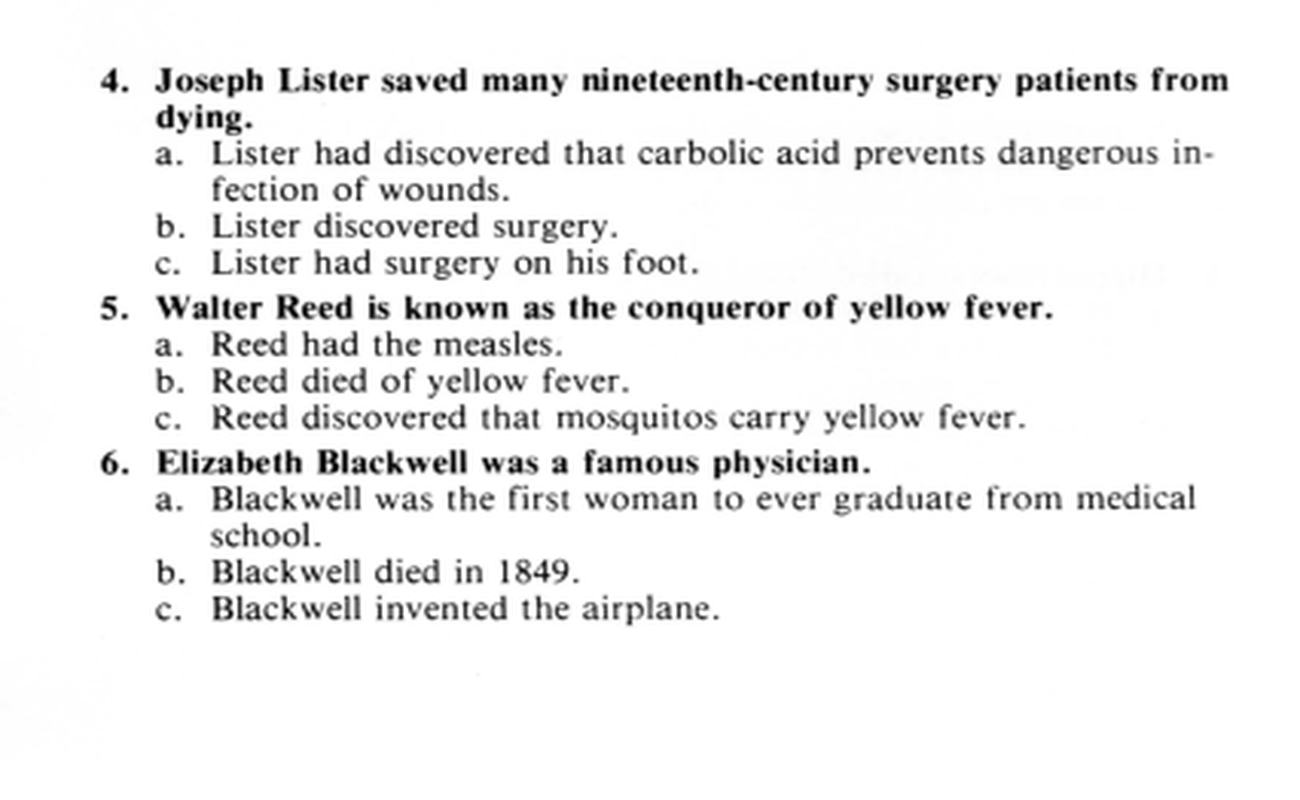 4. Joseph Lister saved many nineteenth-century surgery patients from
dying.
a. Lister had discovered that carbolic acid prevents dangerous in-
fection of wounds.
b. Lister discovered surgery.
c. Lister had surgery on his foot.
5. Walter Reed is known as the conqueror of yellow fever.
a. Reed had the measles.
b. Reed died of yellow fever.
c. Reed discovered that mosquitos carry yellow fever.
6. Elizabeth Blackwell was a famous physician.
a. Blackwell was the first woman to ever graduate from medical
school.
b. Blackwell died in 1849.
c. Blackwell invented the airplane.